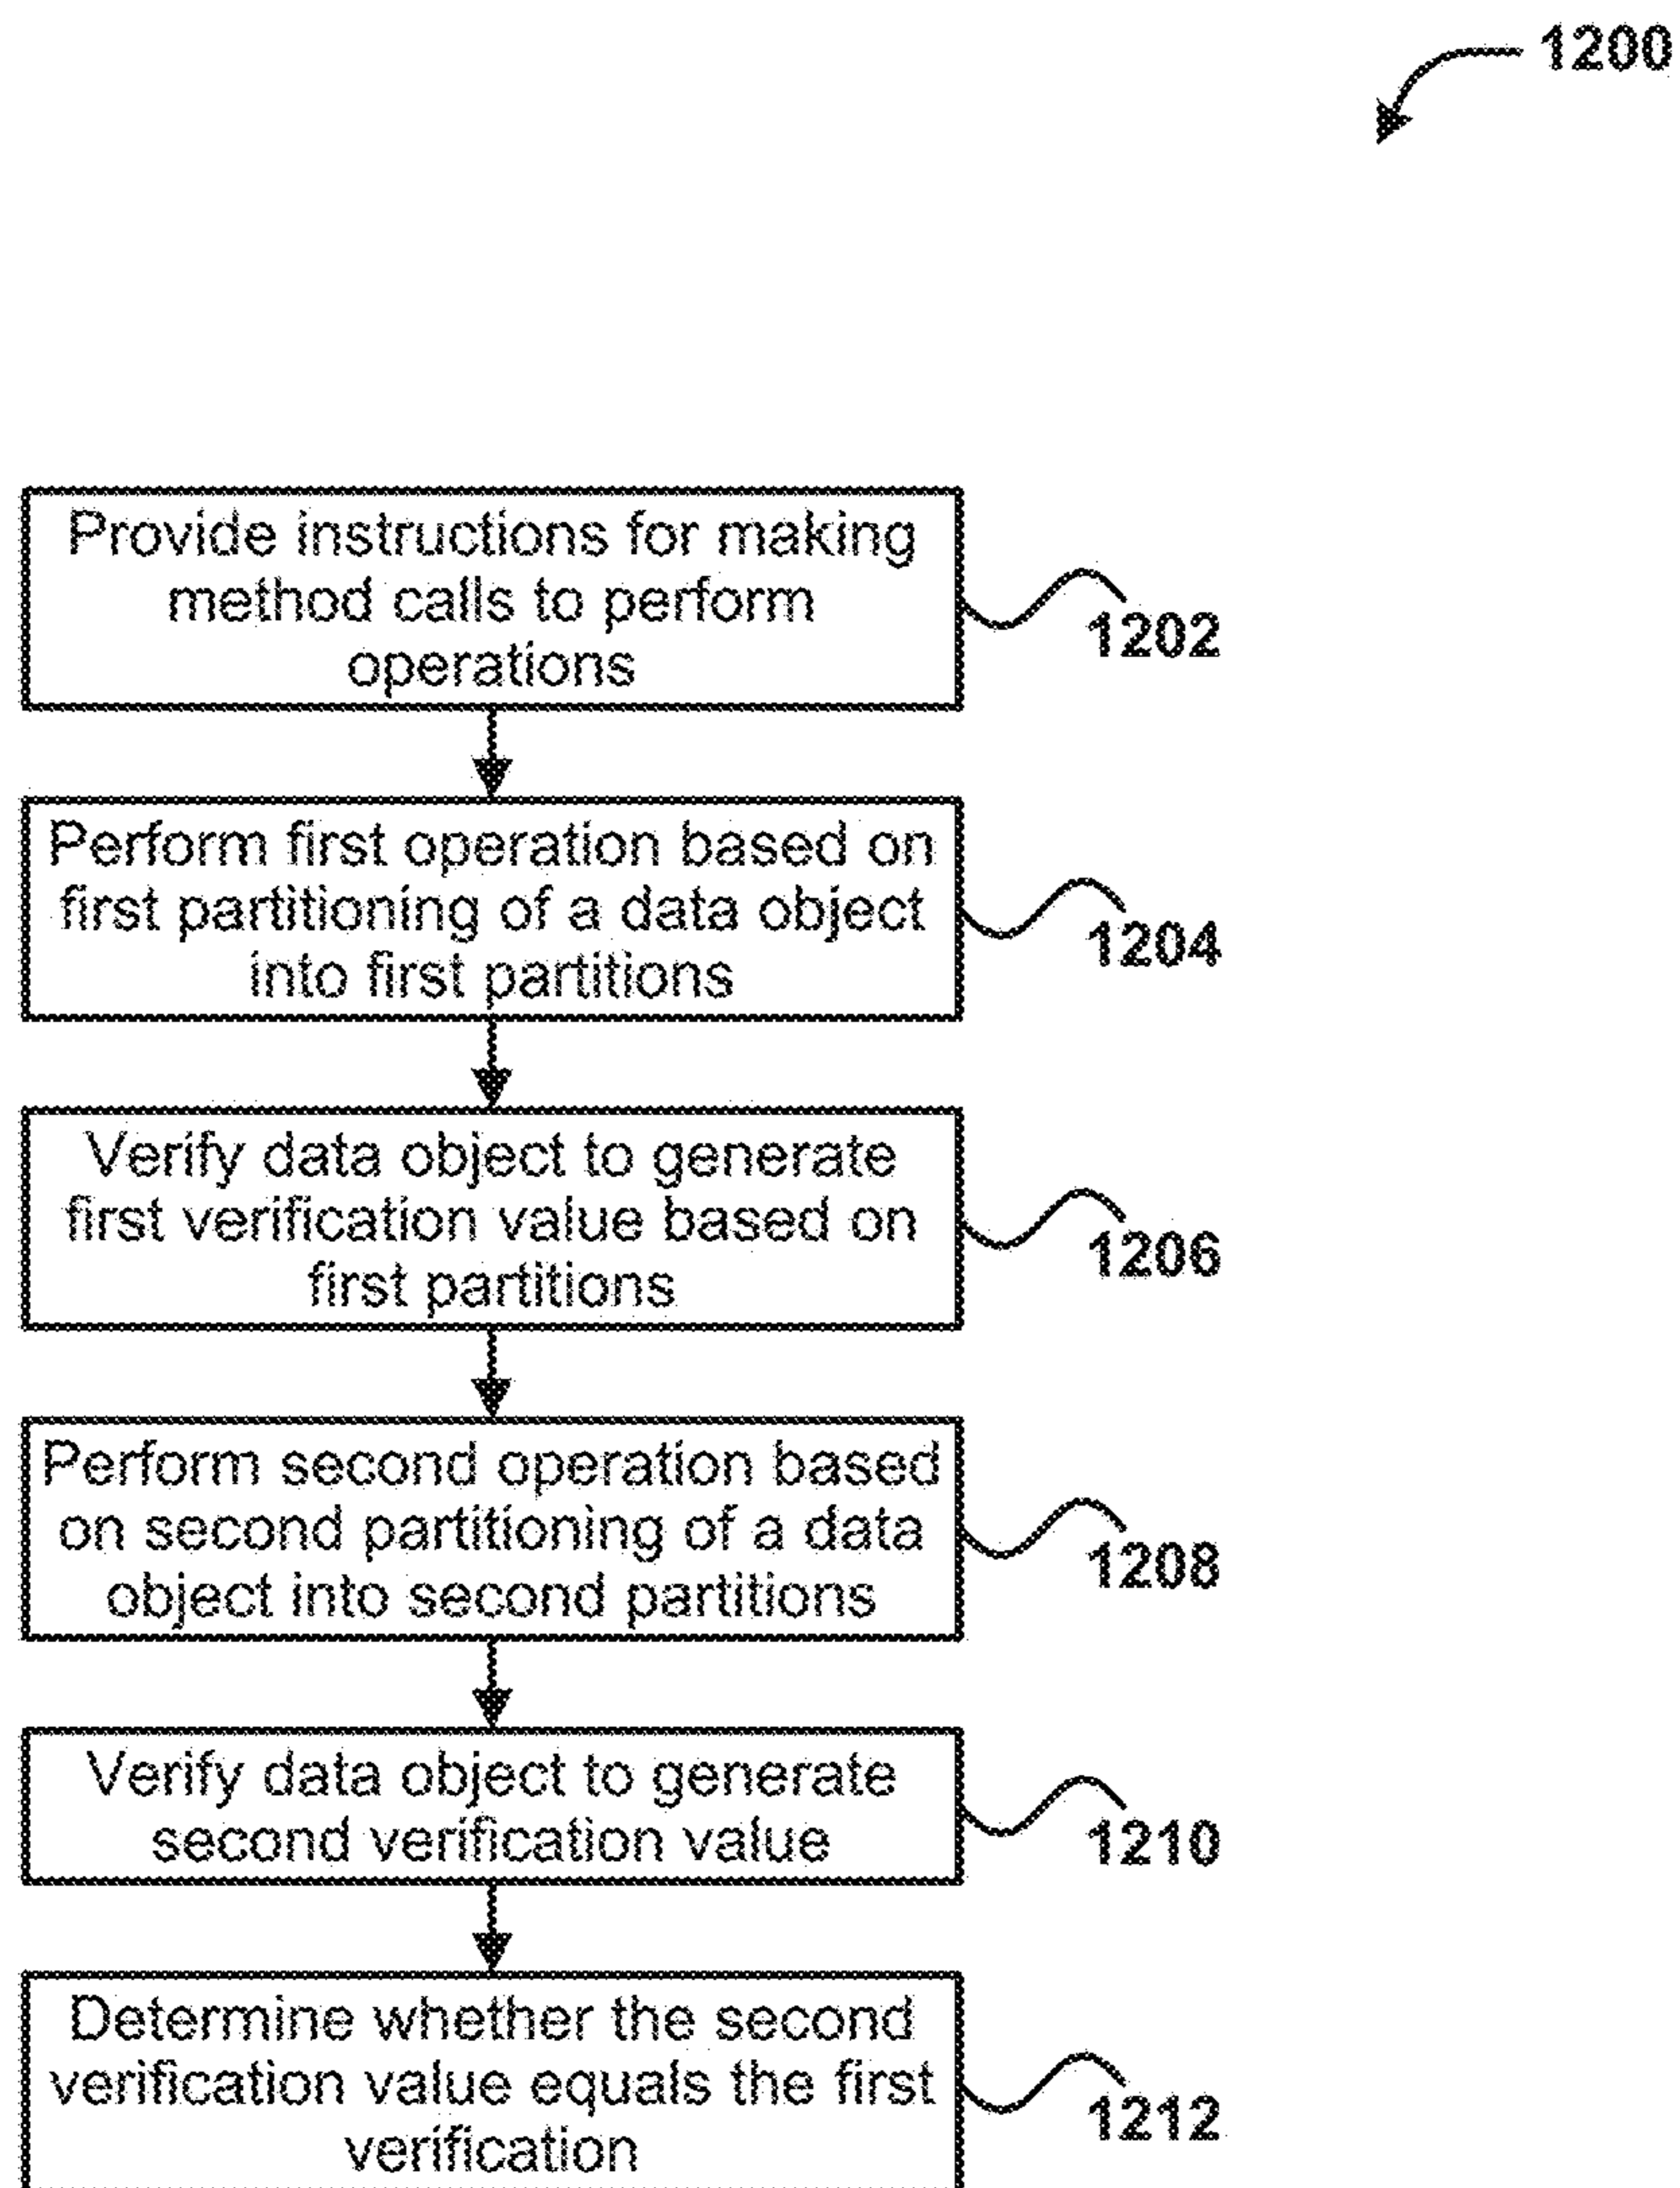 1200
Provide instructions for making
method calls to perform
operations
1202
Perform first operation based on
first partitioning of a data object
into first partitions
1204
Verify data object to generate
first verification value based on
first partitions
1206
Perform second operation based
on second partitioning of a data
object into second partitions
1208
Verify data object to generate
second verification value
1210
Determine whether the second
verification value equals the first
verification
1212